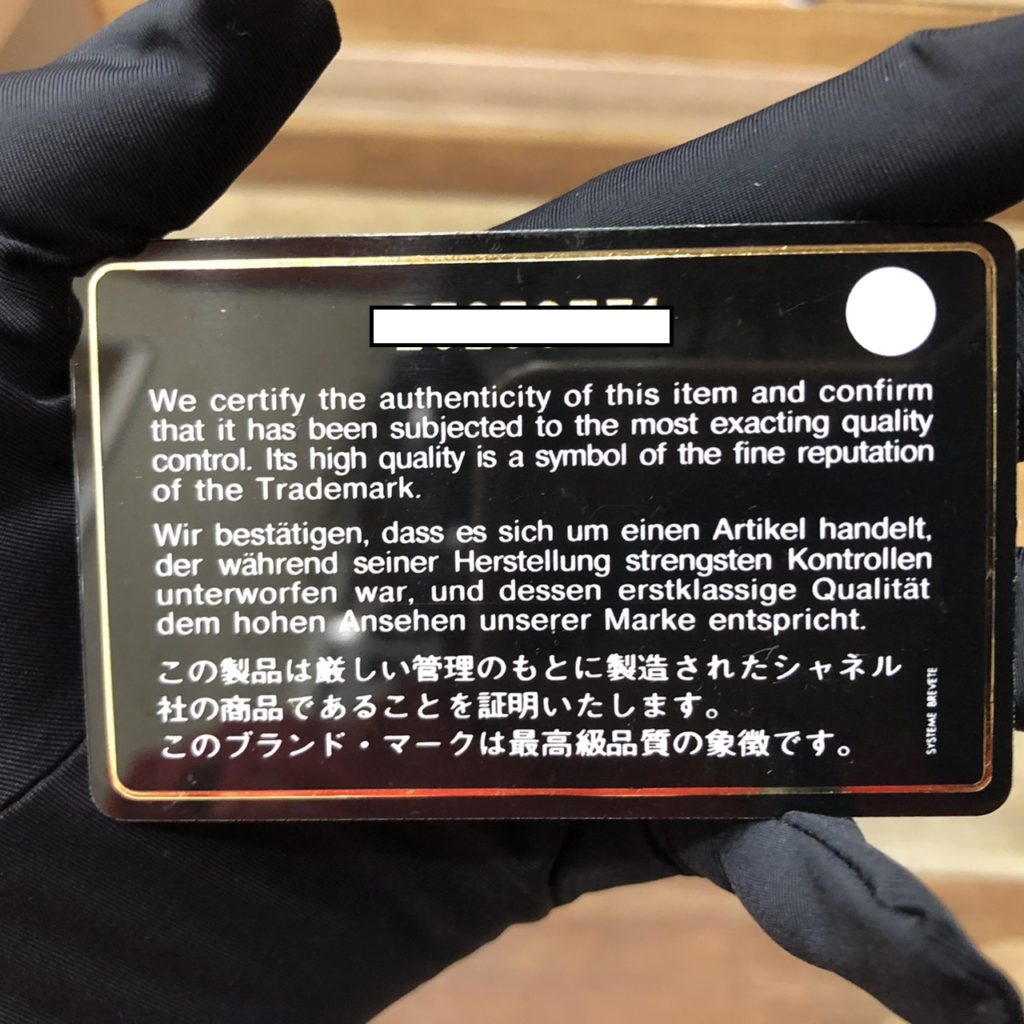 We certify the authenticity of this item and confirm
that it has been subjected to the most exacting quality
control. Its high quality is a symbol of the fine reputation
of the Trademark.
Wir bestätigen, dass es sich um einen Artikel handelt,
der während seiner Herstellung strengsten Kontrollen
unterworfen war, und dessen erstklassige Qualität
dem hohen Ansehen unserer Marke entspricht.
この製品は厳しい管理のもとに製造されたシャネル
社の商品であることを証明いたします。
このブランド・マークは最高級品質の象徴です。
SYSTEME BREVETE